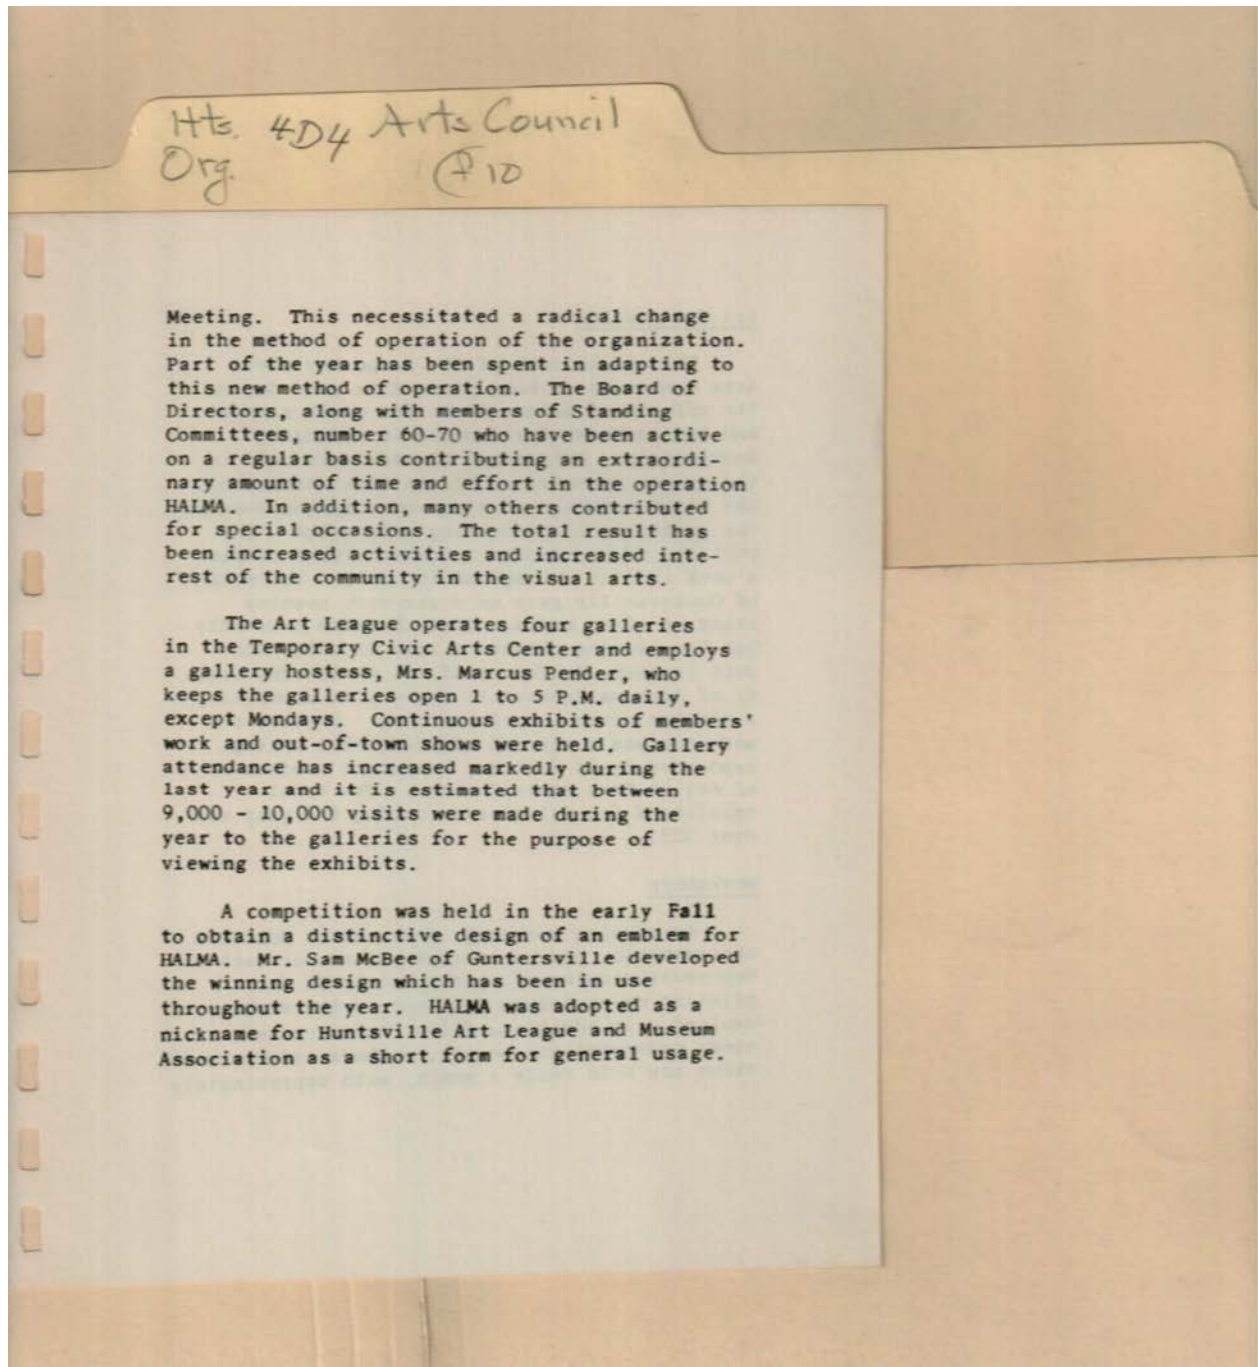 Hts. 4D4 Arts Council
Org. 10
Meeting. This necessitated a radical change
in the method of operation of the organization.
Part of the year has been spent in adapting to
this new method of operation. The Board of
Directors, along with members of Standing
Committees, number 60-70 who have been active
on a regular basis contributing an extraordi-
nary amount of time and effort in the operation
HALMA. In addition, many others contributed
for special occasions. The total result has
been increased activities and increased inte-
rest of the community in the visual arts.
The Art League operates four galleries
in the Temporary Civic Arts Center and employs
a gallery hostess, Mrs. Marcus Pender, who
keeps the galleries open 1 to 5 P.M. daily,
except Mondays. Continuous exhibits of members'
work and out-of-town shows were held. Gallery
attendance has increased markedly during the
last year and it is estimated that between
9,000 - 10,000 visits were made during the
year to the galleries for the purpose of
viewing the exhibits.
A competition was held in the early Fall
to obtain a distinctive design of an emblem for
HALMA. Mr. Sam McBee of Guntersville developed
the winning design which has been in use
throughout the year. HALMA was adopted as a
nickname for Huntsville Art League and Museum
Association as a short form for general usage.